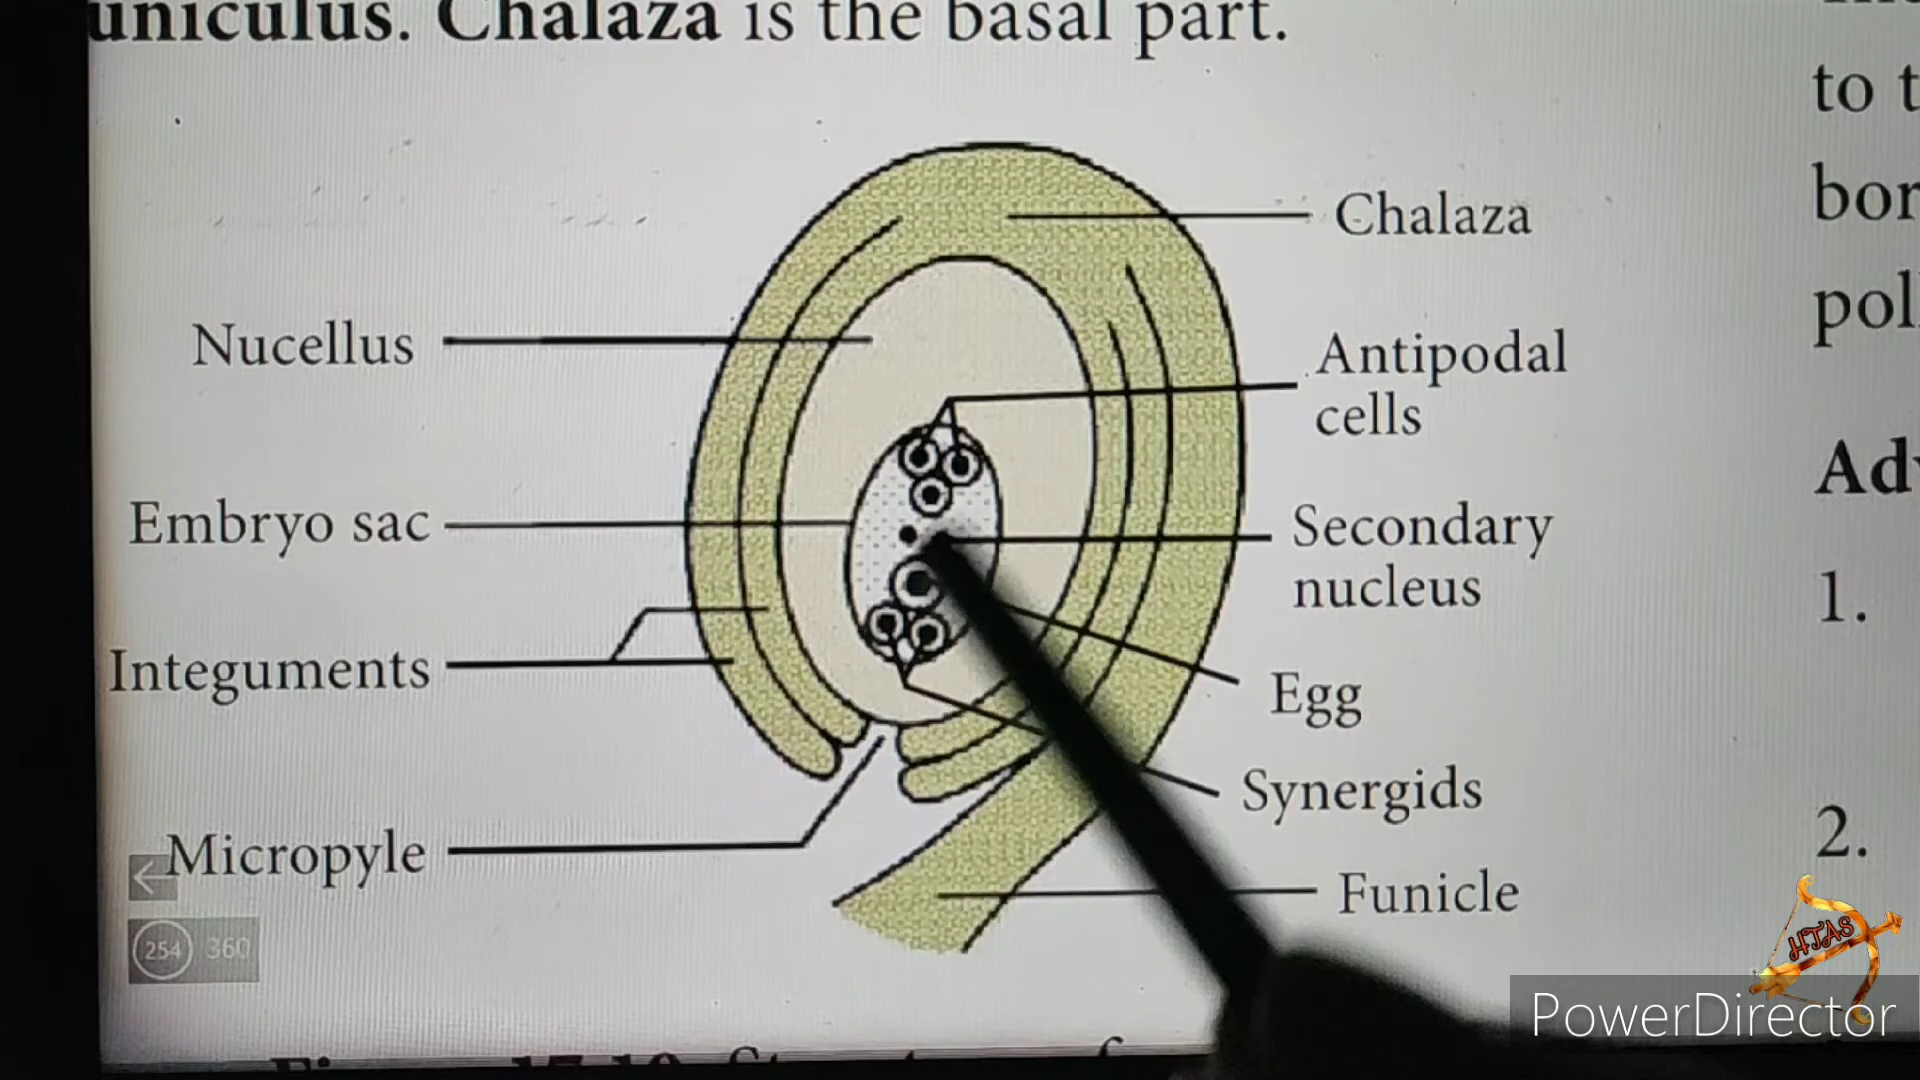 uniculus. Chalaza is the basal part.
to t
bor
pol
Chalaza
Nucellus
Antipodal
cells
Embryo sac
Secondary
nucleus
Ad
1.
Integuments
Egg
Synergids
2.
Micropyle
Funicle
254 360
HTAS
PowerDirector